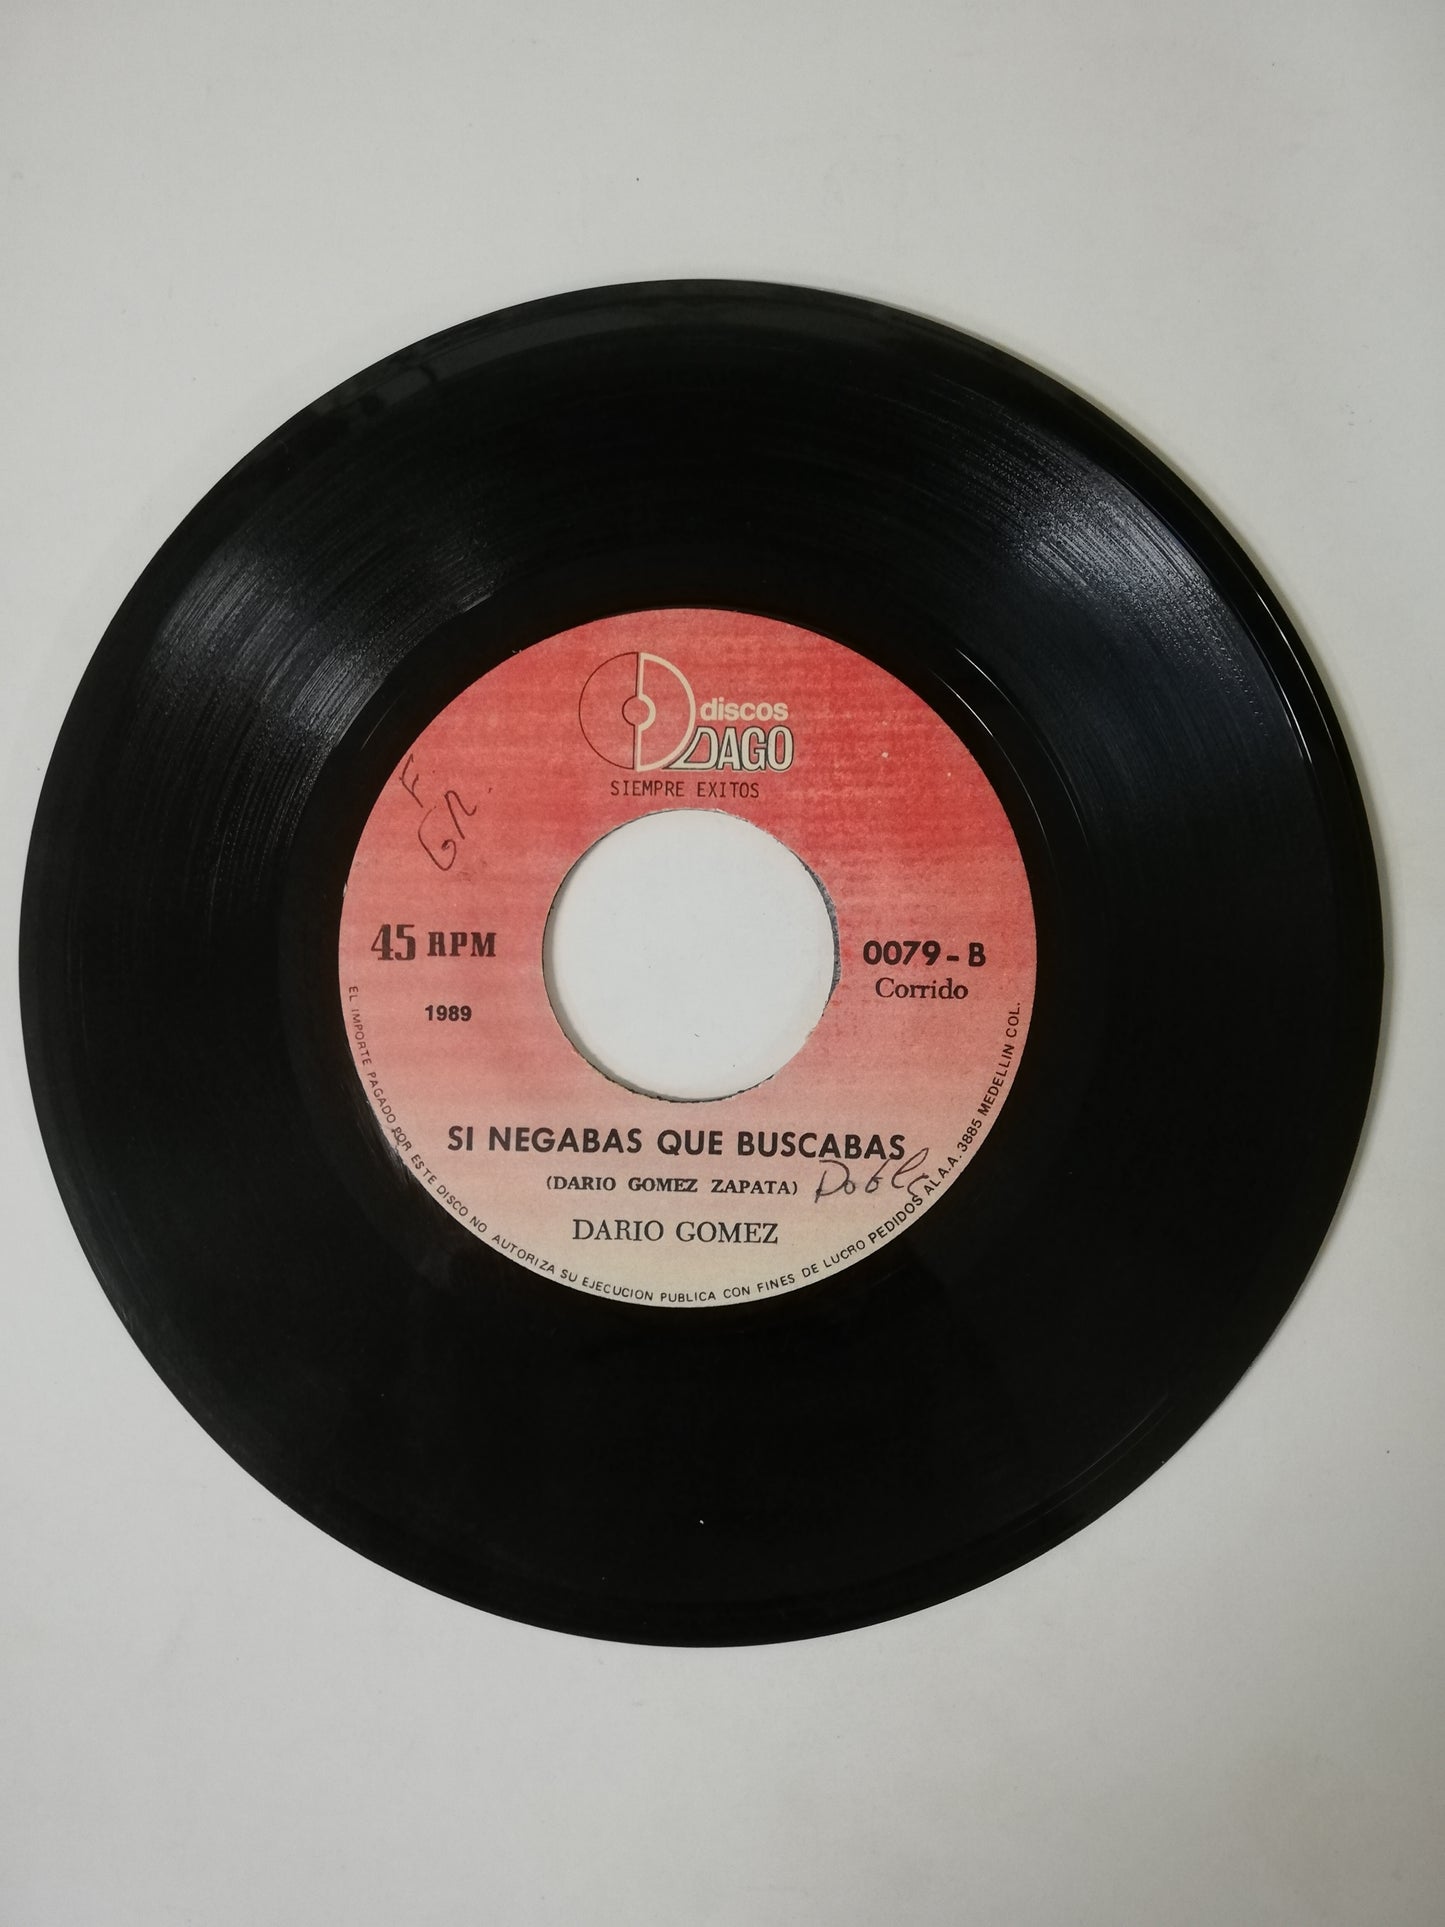 discos
DAGO
SIEMPRE EXITOS
F.
GR.
45 RPM
1989
0079-B
Corrido
SI NEGABAS QUE BUSCABAS
(DARIO GOMEZ ZAPATA)
DARIO GOMEZ
EL IMPORTE PAGADO POR ESTE DISCO NO AUTORIZA SU EJECUCION PUBLICA CON FINES DE LUCRO PEDIDOS AL A.A. 3885 MEDELLIN COL.